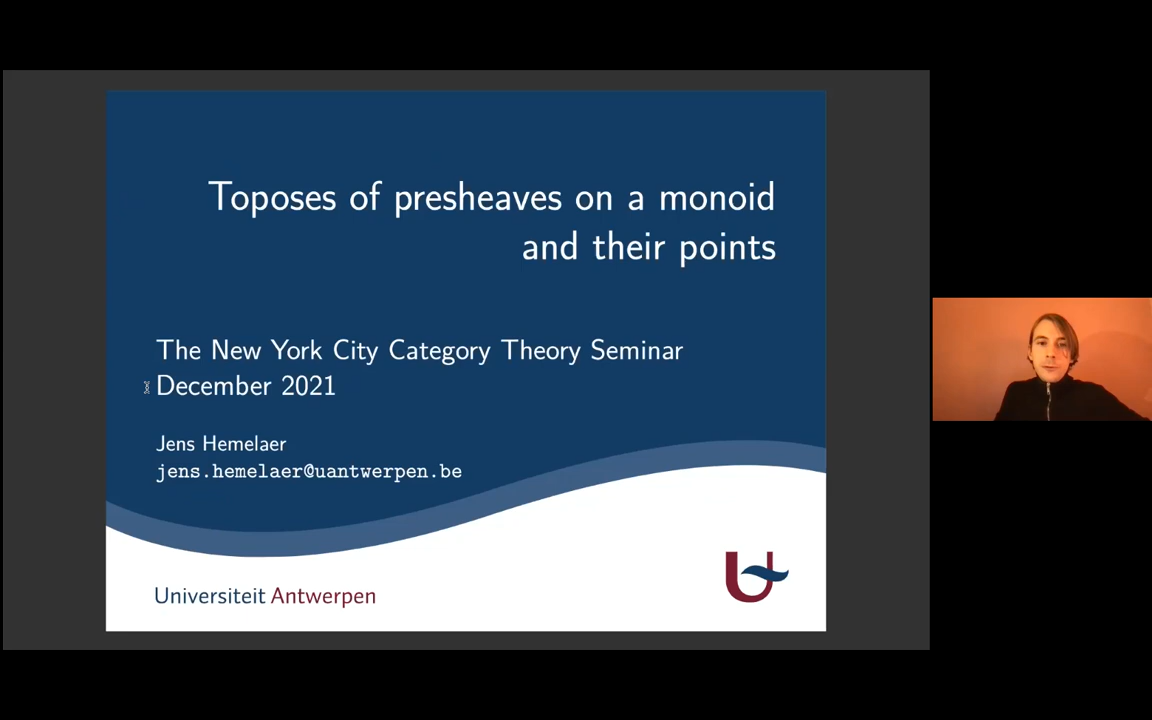 Toposes of presheaves on a monoid
and their points
The New York City Category Theory Seminar
December 2021
Jens Hemelaer
jens.hemelaer@uantwerpen.be
Universiteit Antwerpen